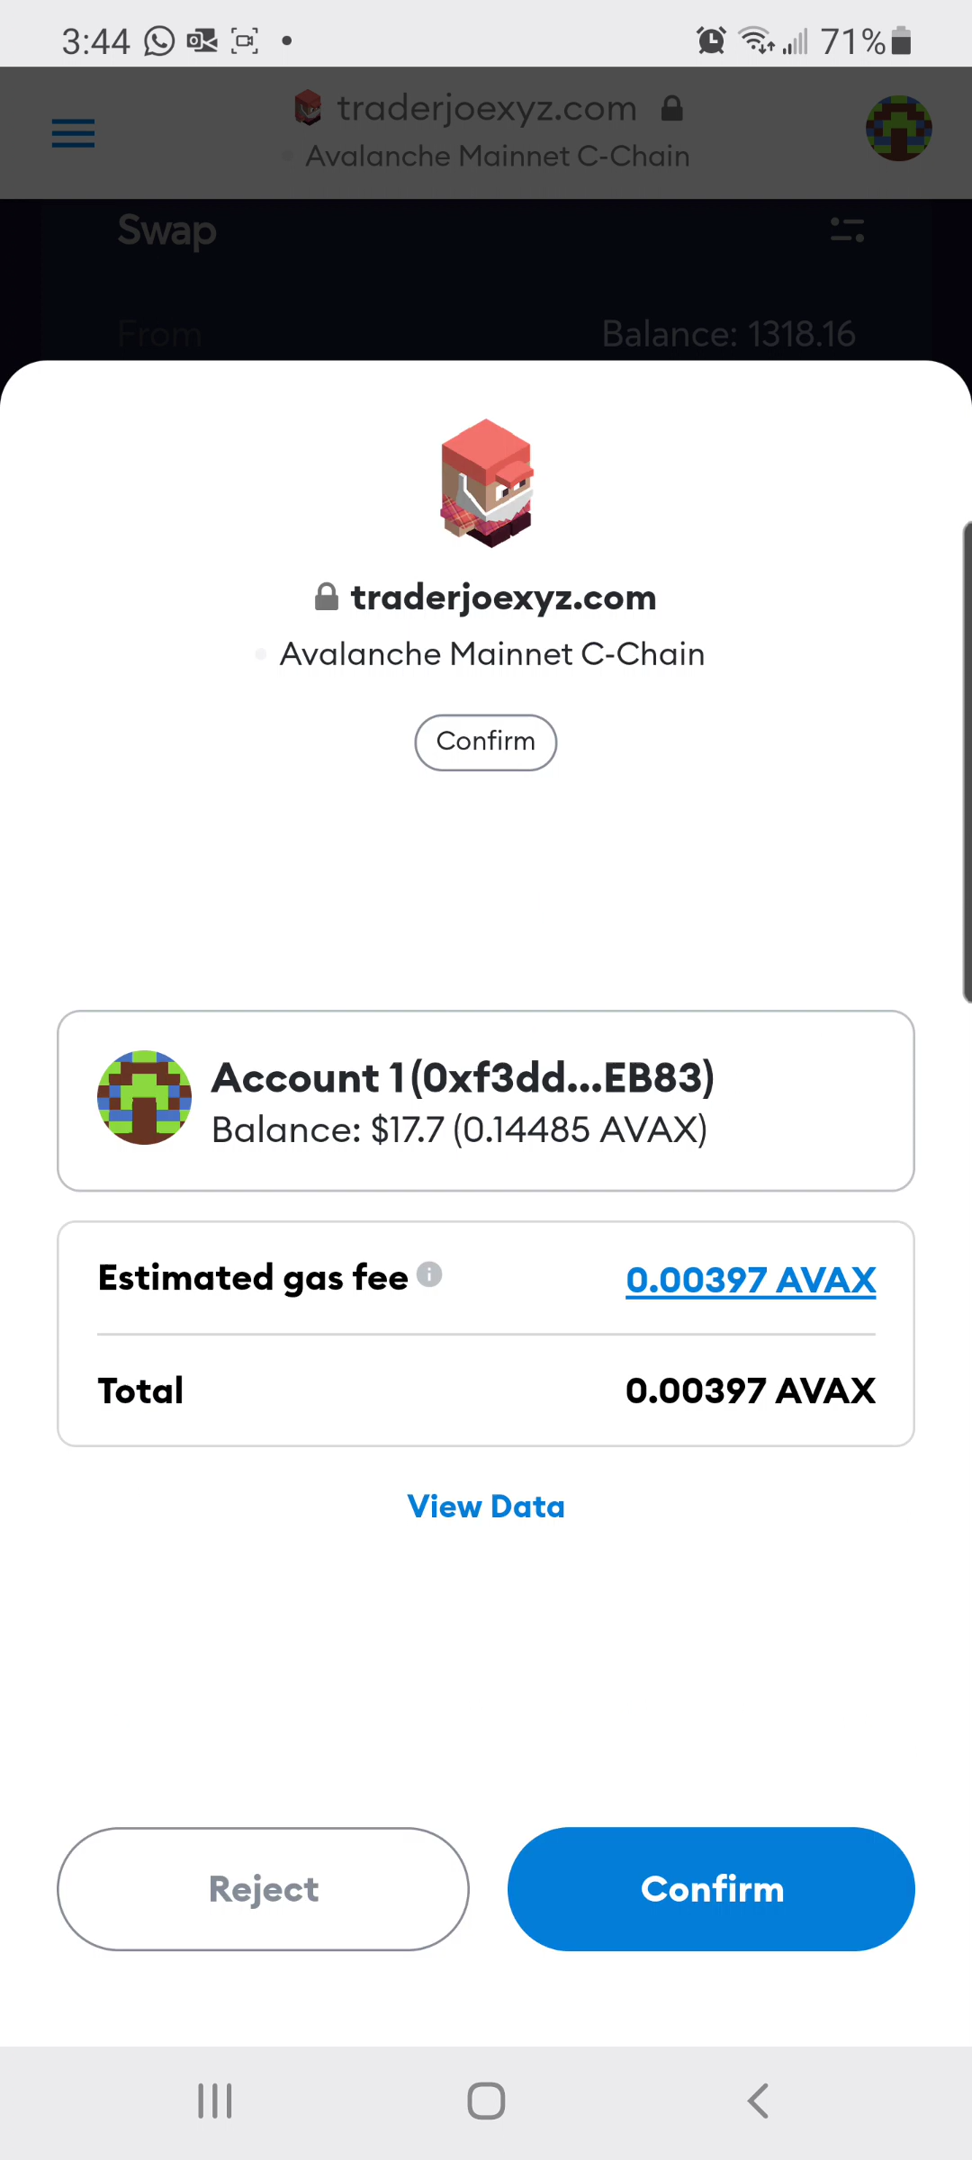 3:44
71%
traderjoexyz.com
Avalanche Mainnet C-Chain
Swap
From
Balance: 1318.16
traderjoexyz.com
Avalanche Mainnet C-Chain
Confirm
Account 1 (0xf3dd...EB83)
Balance: $17.7 (0.14485 AVAX)
Estimated gas fee
0.00397 AVAX
Total
0.00397 AVAX
View Data
Reject
Confirm